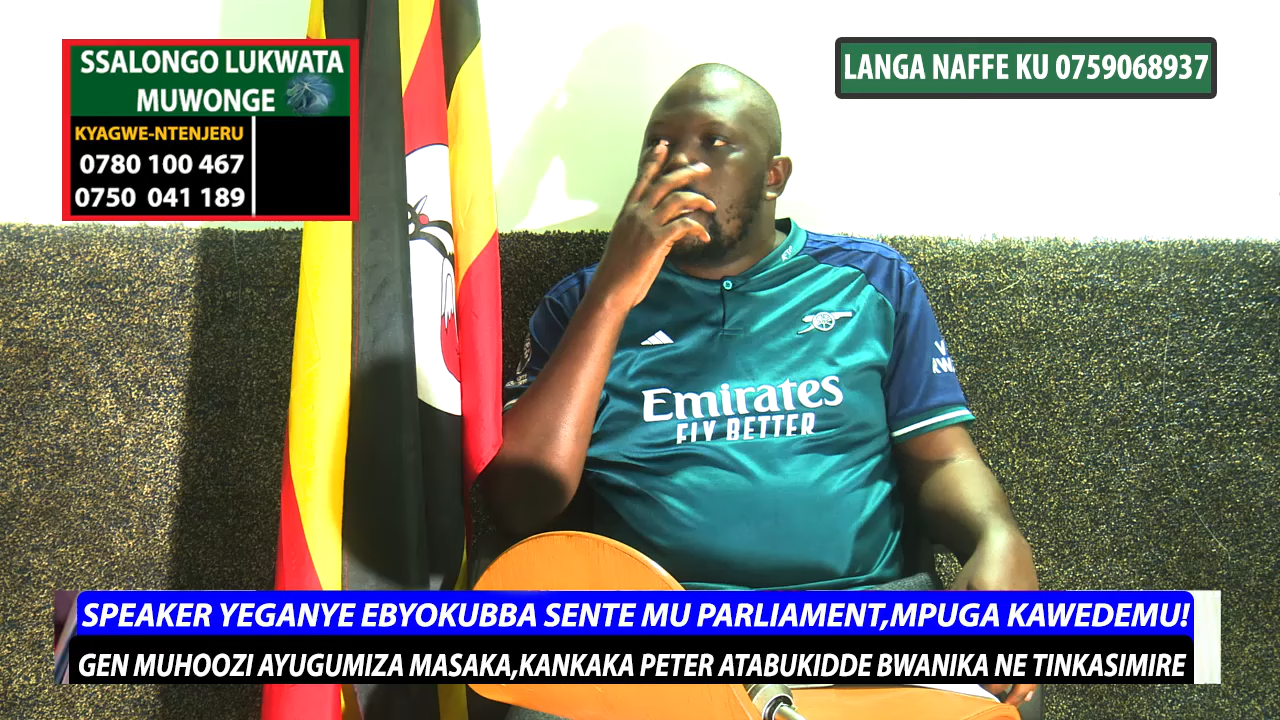 SSALONGO LUKWATA
MUWONGE
KYAGWE-NTENJERU
0780 100 467
0750 041 189
LANGA NAFFE KU 0759068937
Emirates
FLY BETTER
SPEAKER YEGANYE EBYOKUBBA SENTE MU PARLIAMENT,MPUGA KAWEDEMU!
GEN MUHOOZI AYUGUMIZA MASAKA,KANKAKA PETER ATABUKIDDE BWANIKA NE TINKASIMIRE